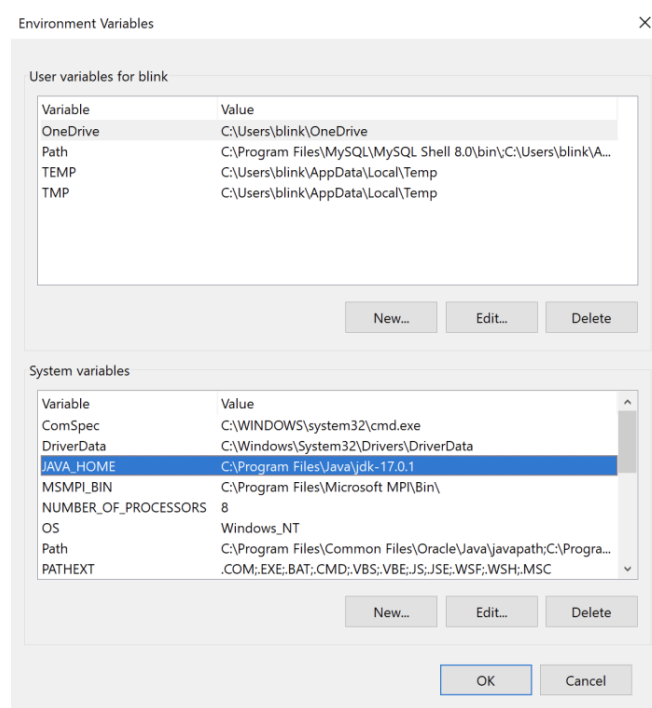 Environment Variables
User variables for blink
Variable Value
OneDrive C:\Users\blink\OneDrive
Path C:\Program Files\MySQL\MySQL Shell 8.0\bin\;C:\Users\blink\A...
TEMP C:\Users\blink\AppData\Local\Temp
TMP C:\Users\blink\AppData\Local\Temp
New... Edit... Delete
System variables
Variable Value
ComSpec C:\WINDOWS\system32\cmd.exe
DriverData C:\Windows\System32\Drivers\DriverData
JAVA_HOME C:\Program Files\Java\jdk-17.0.1
MSMPI_BIN C:\Program Files\Microsoft MPI\Bin\
NUMBER_OF_PROCESSORS 8
OS Windows_NT
Path C:\Program Files\Common Files\Oracle\Java\javapath;C:\Progra...
PATHEXT .COM;.EXE;.BAT;.CMD;.VBS;.VBE;.JS;.JSE;.WSF;.WSH;.MSC
New... Edit... Delete
OK Cancel